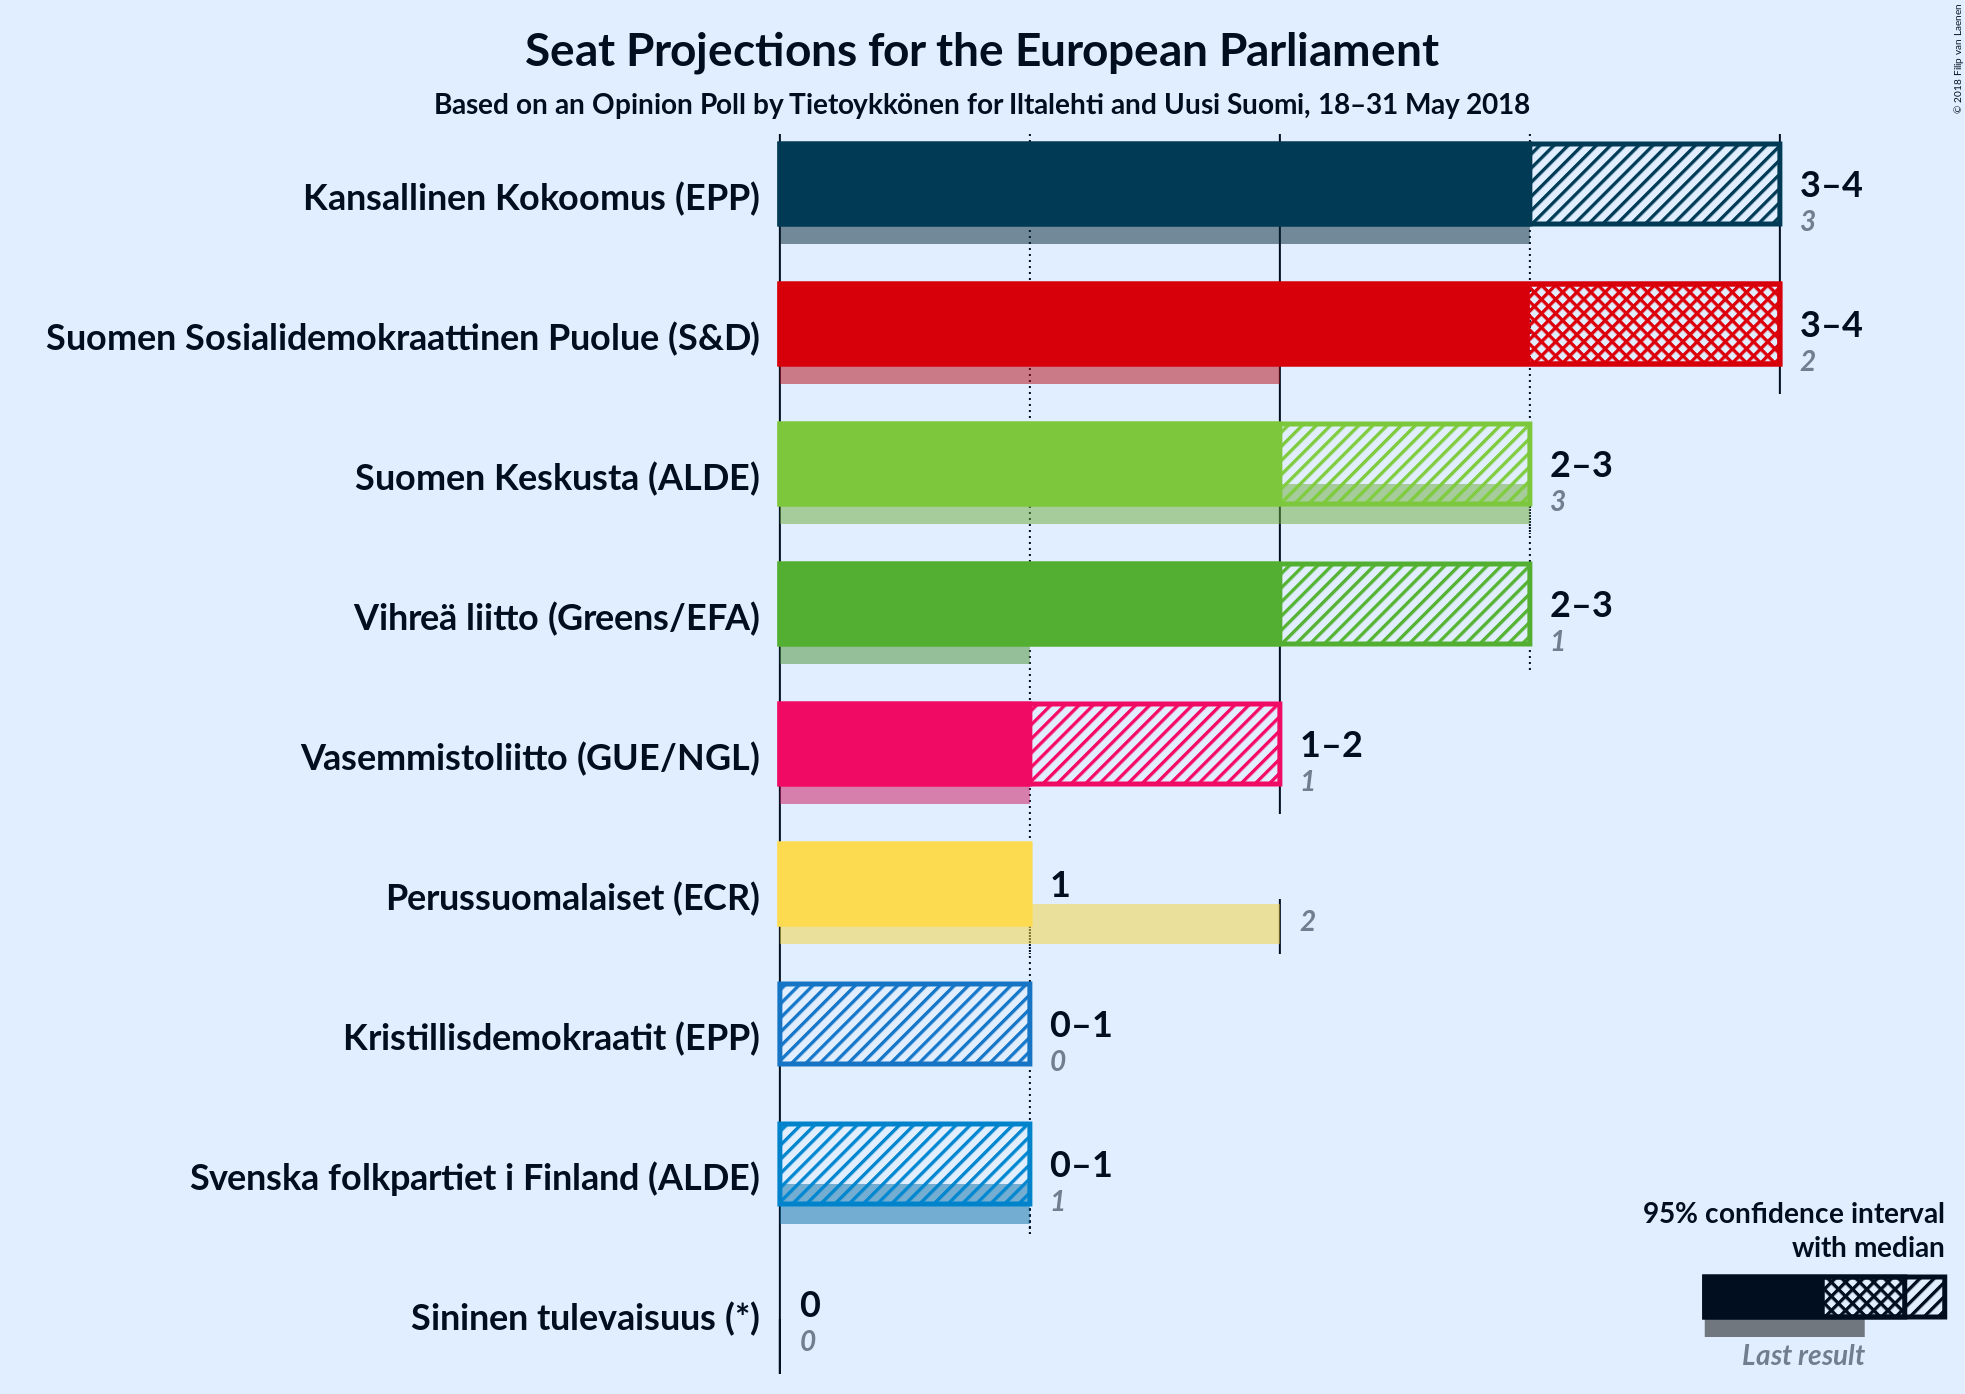 Seat Projections for the European Parliament
Based on an Opinion Poll by Tietoykkönen for Iltalehti and Uusi Suomi, 18–31 May 2018
© 2018 Filip van Laenen
Kansallinen Kokoomus (EPP)
3–4
3
Suomen Sosialidemokraattinen Puolue (S&D)
3–4
2
Suomen Keskusta (ALDE)
2–3
3
Vihreä liitto (Greens/EFA)
2–3
1
Vasemmistoliitto (GUE/NGL)
1–2
1
Perussuomalaiset (ECR)
1
2
Kristillisdemokraatit (EPP)
0–1
0
Svenska folkpartiet i Finland (ALDE)
0–1
1
Sininen tulevaisuus (*)
0
0
95% confidence interval
with median
Last result